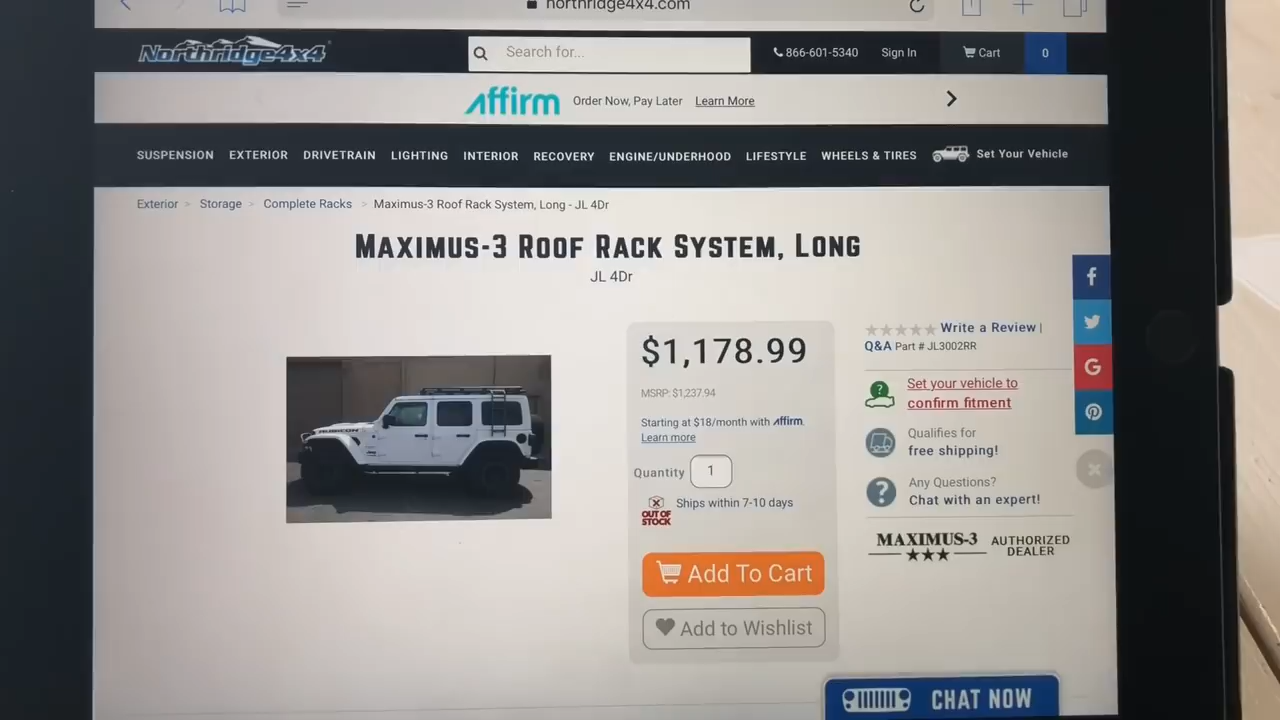 northridge4x4.com
Northridge4x4
Search for...
866-601-5340
Sign In
Cart
0
affirm
Order Now, Pay Later
Learn More
SUSPENSION
EXTERIOR
DRIVETRAIN
LIGHTING
INTERIOR
RECOVERY
ENGINE/UNDERHOOD
LIFESTYLE
WHEELS & TIRES
Set Your Vehicle
Exterior > Storage > Complete Racks > Maximus-3 Roof Rack System, Long - JL 4Dr
MAXIMUS-3 ROOF RACK SYSTEM, LONG
JL 4Dr
$1,178.99
MSRP: $1,237.94
Starting at $18/month with affirm.
Learn more
Quantity 1
OUT OF
STOCK
Ships within 7-10 days
Add To Cart
Add to Wishlist
Write a Review |
Q&A Part # JL3002RR
Set your vehicle to
confirm fitment
Qualifies for
free shipping!
Any Questions?
Chat with an expert!
MAXIMUS-3
AUTHORIZED
DEALER
RUBICON
CHAT NOW